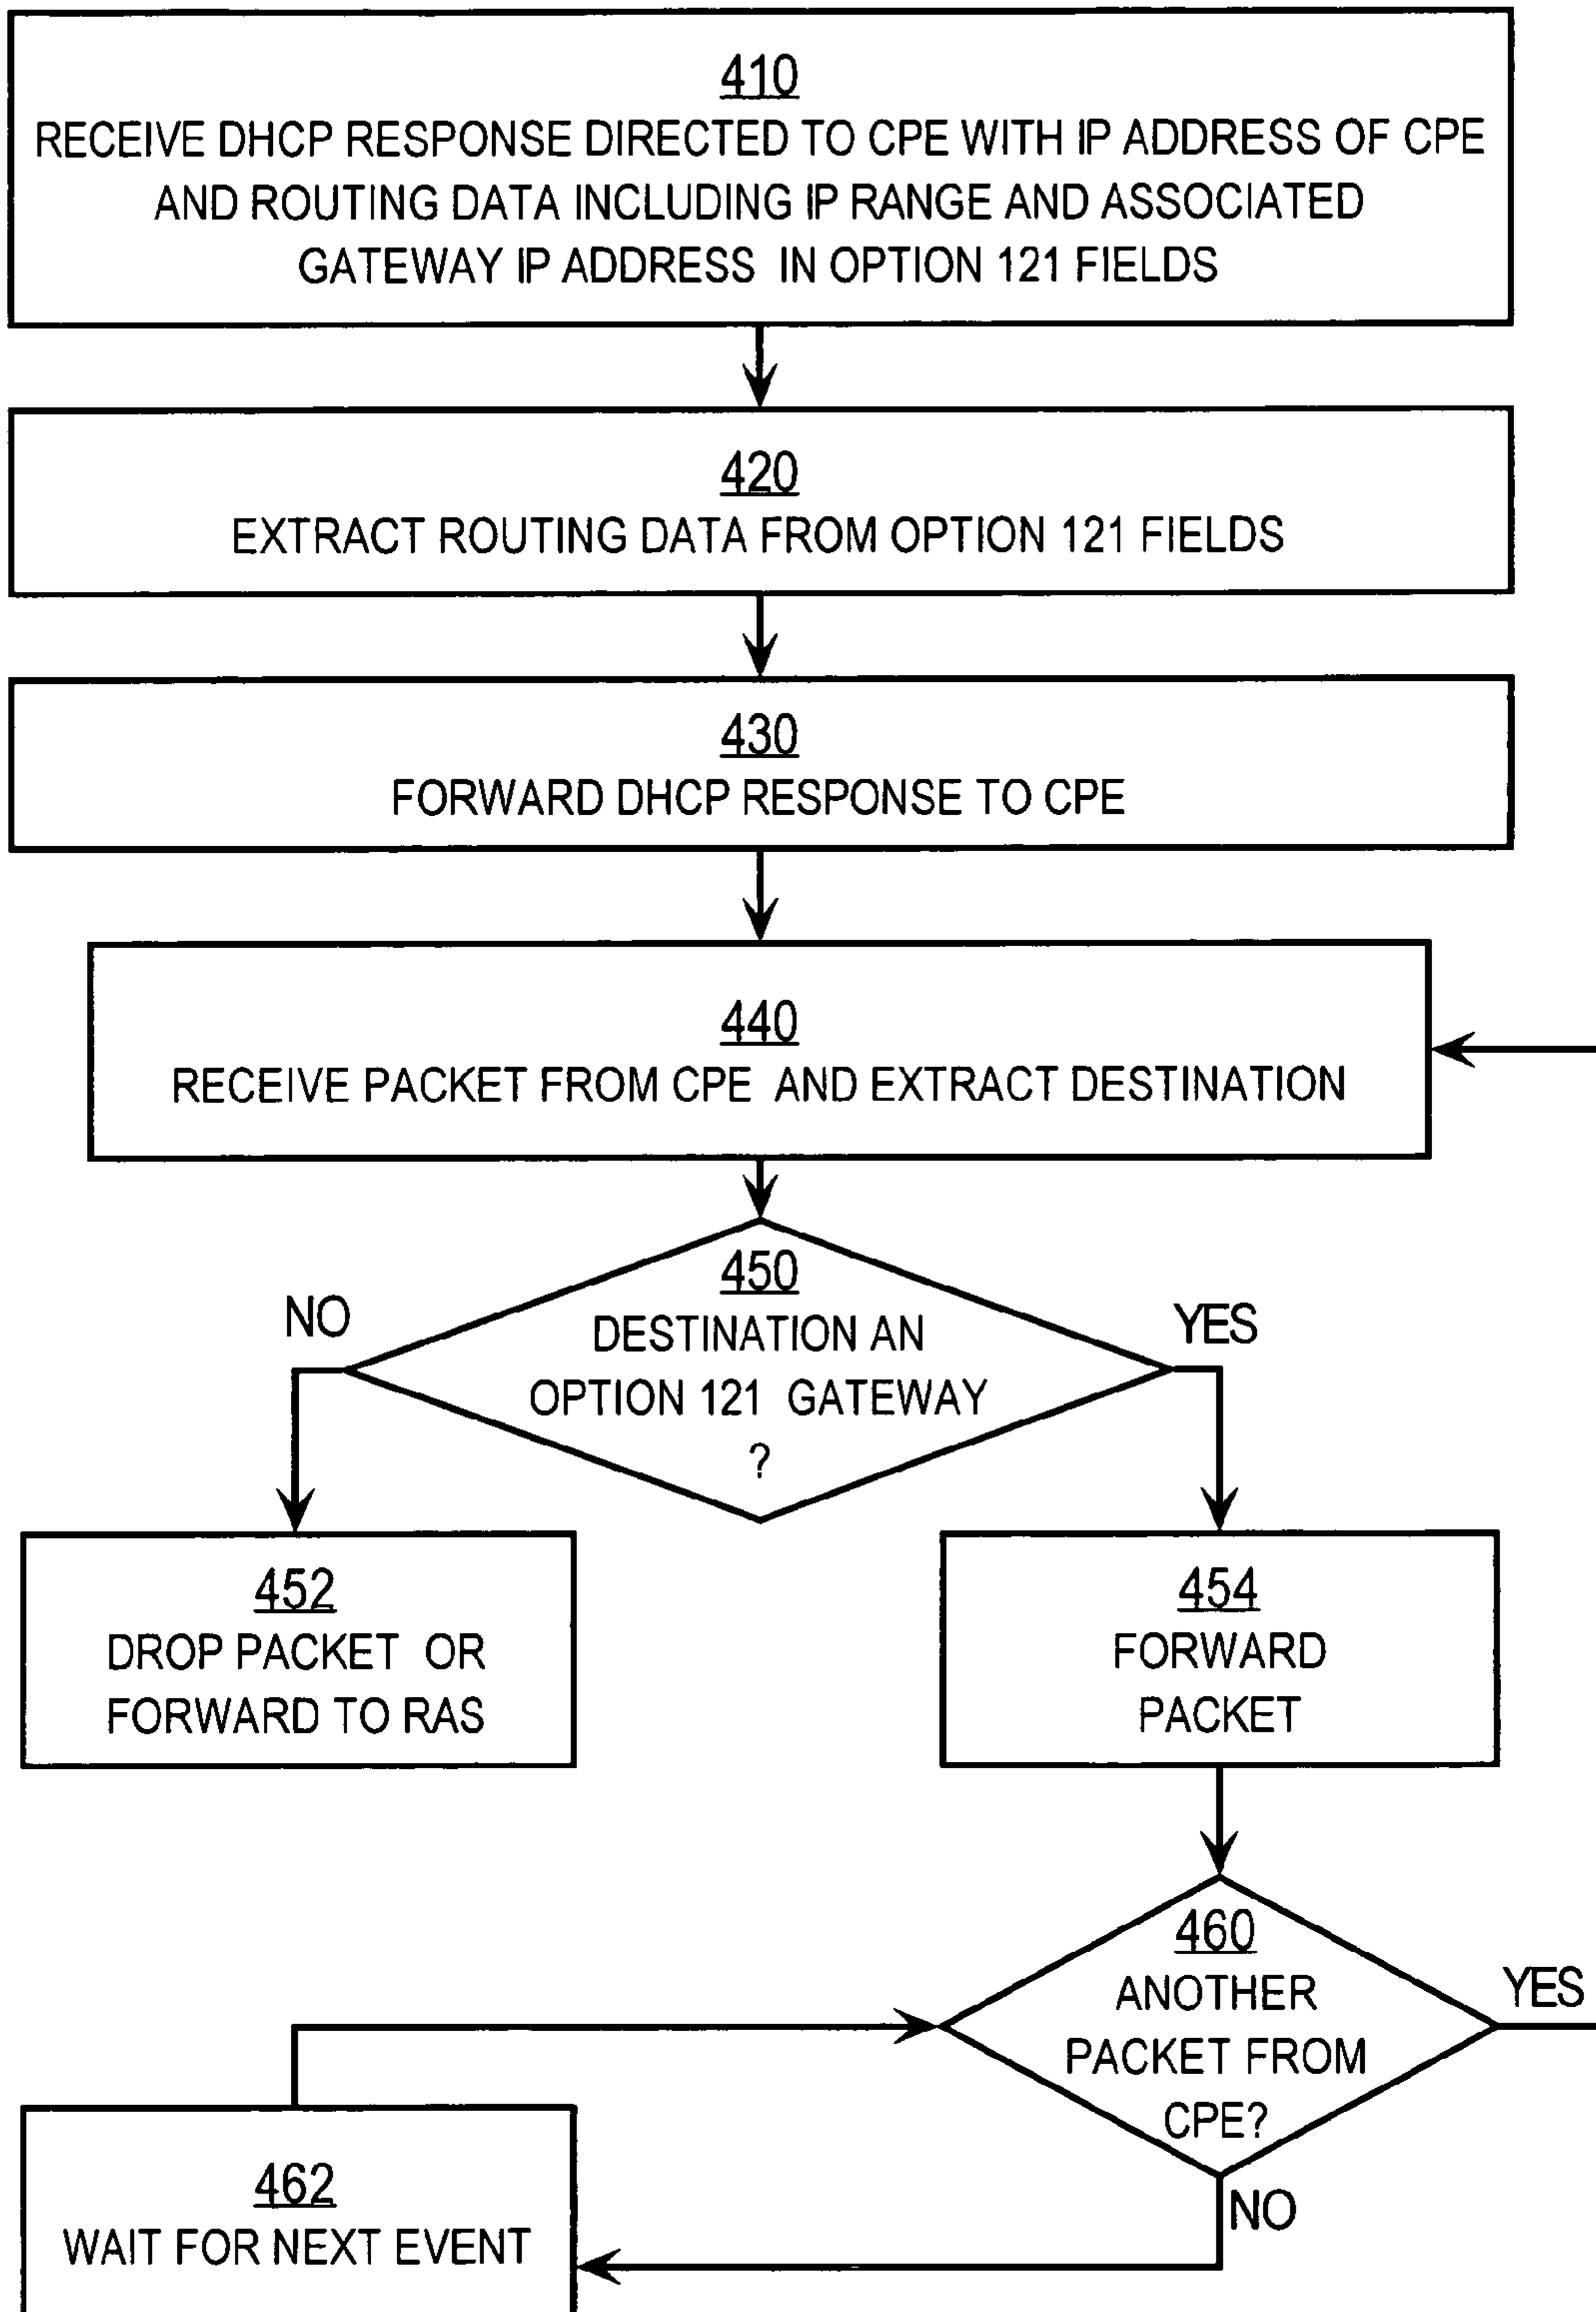 410
RECEIVE DHCP RESPONSE DIRECTED TO CPE WITH IP ADDRESS OF CPE
AND ROUTING DATA INCLUDING IP RANGE AND ASSOCIATED
GATEWAY IP ADDRESS IN OPTION 121 FIELDS
420
EXTRACT ROUTING DATA FROM OPTION 121 FIELDS
430
FORWARD DHCP RESPONSE TO CPE
440
RECEIVE PACKET FROM CPE AND EXTRACT DESTINATION
450
DESTINATION AN
OPTION 121 GATEWAY
?
NO
YES
452
DROP PACKET OR
FORWARD TO RAS
454
FORWARD
PACKET
460
ANOTHER
PACKET FROM
CPE?
YES
NO
462
WAIT FOR NEXT EVENT